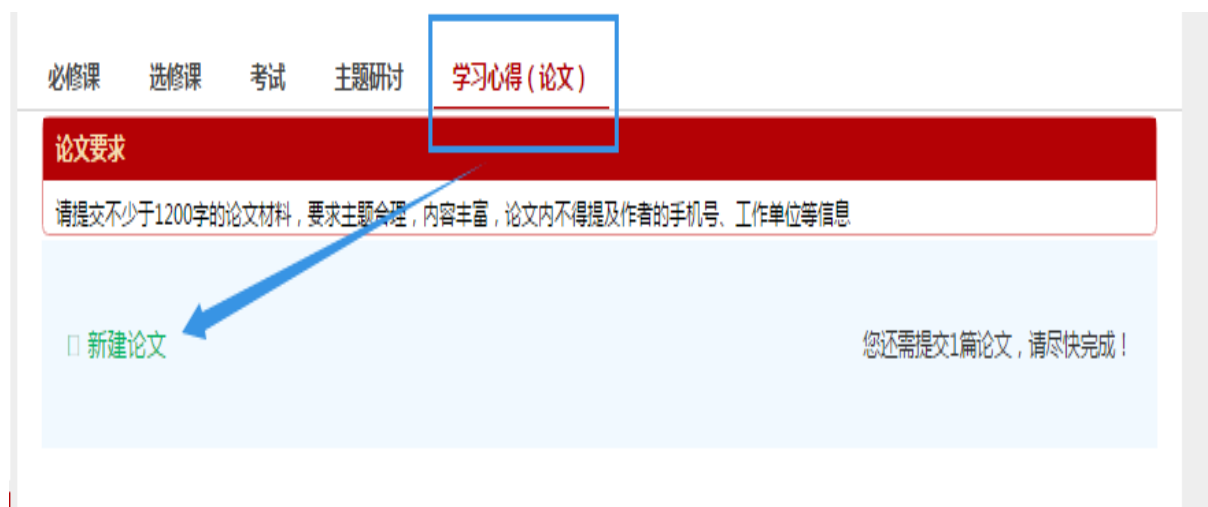 必修课 选修课 考试 主题研讨 学习心得（论文）
论文要求
请提交不少于1200字的论文材料，要求主题合理，内容丰富，论文内不得提及作者的手机号、工作单位等信息
新建论文 您还需提交1篇论文，请尽快完成！